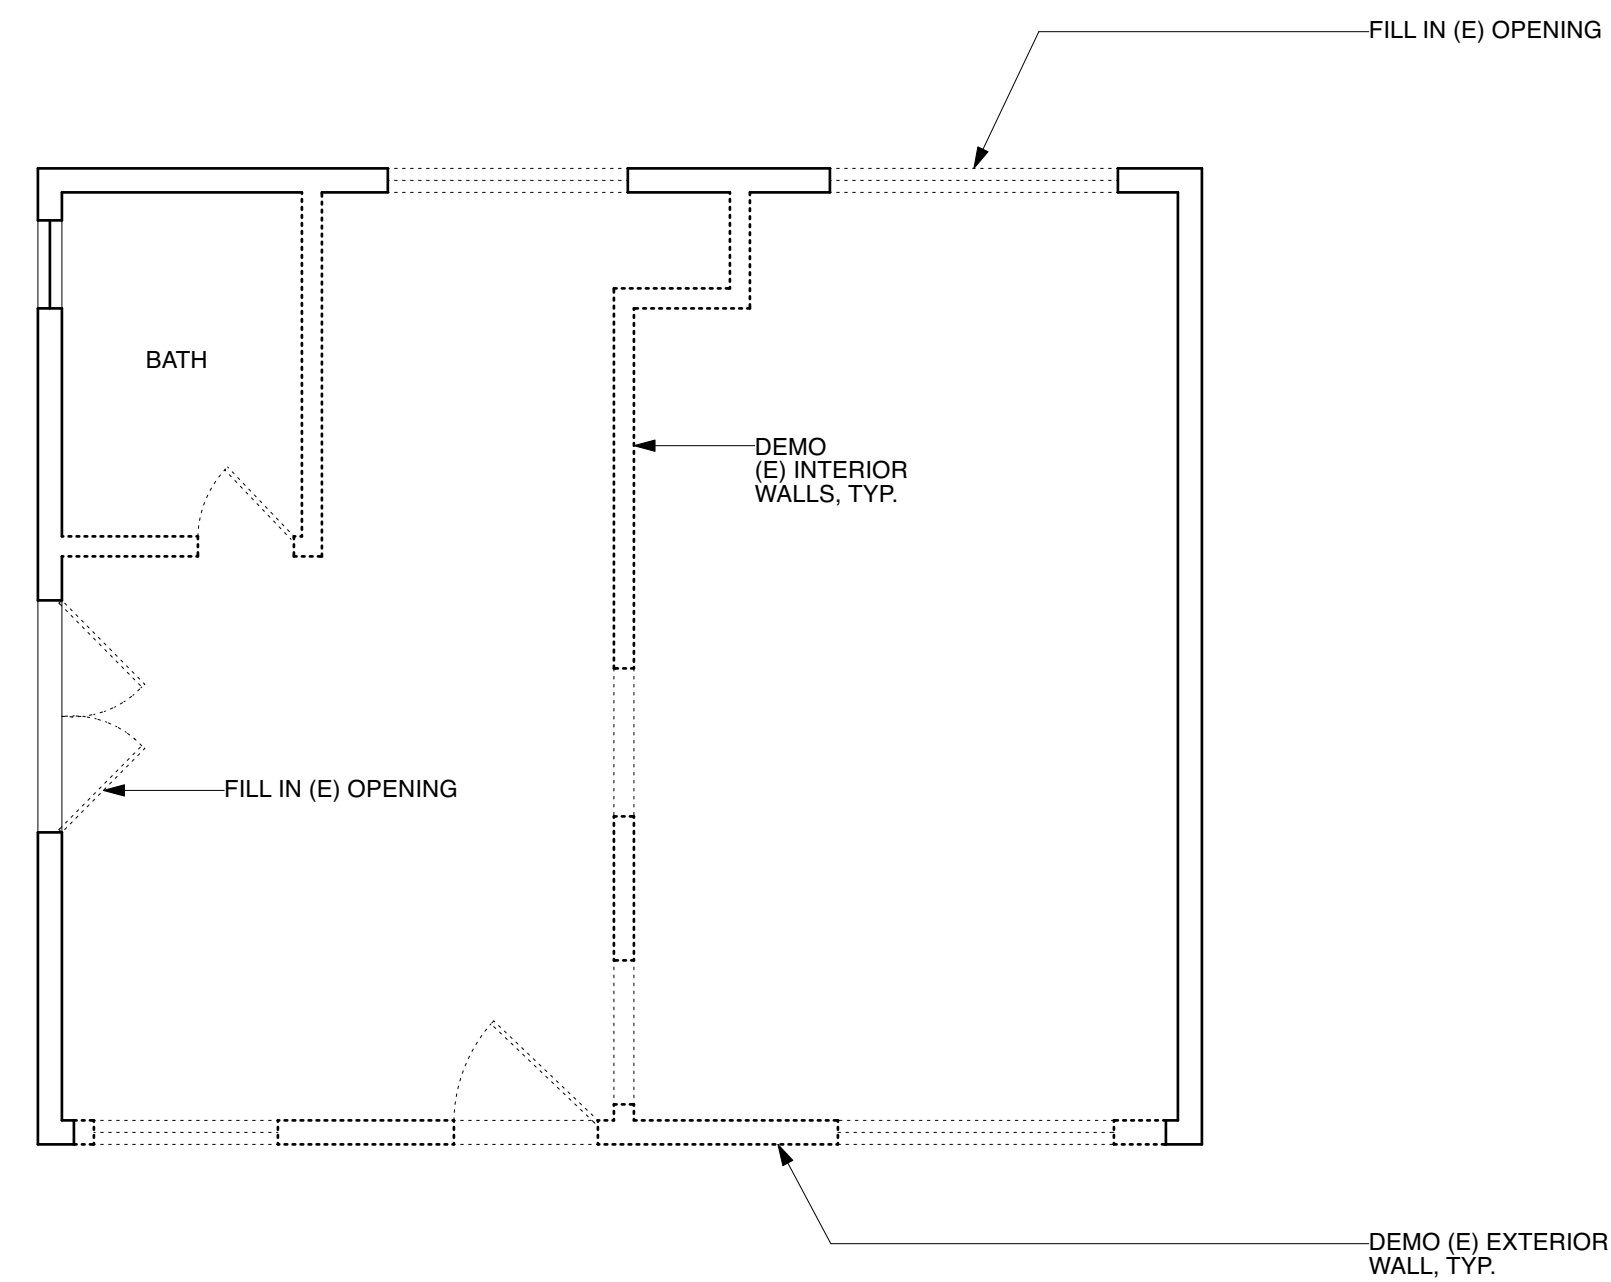 FILL IN (E) OPENING
BATH
DEMO
(E) INTERIOR
WALLS, TYP.
FILL IN (E) OPENING
DEMO (E) EXTERIOR
WALL, TYP.